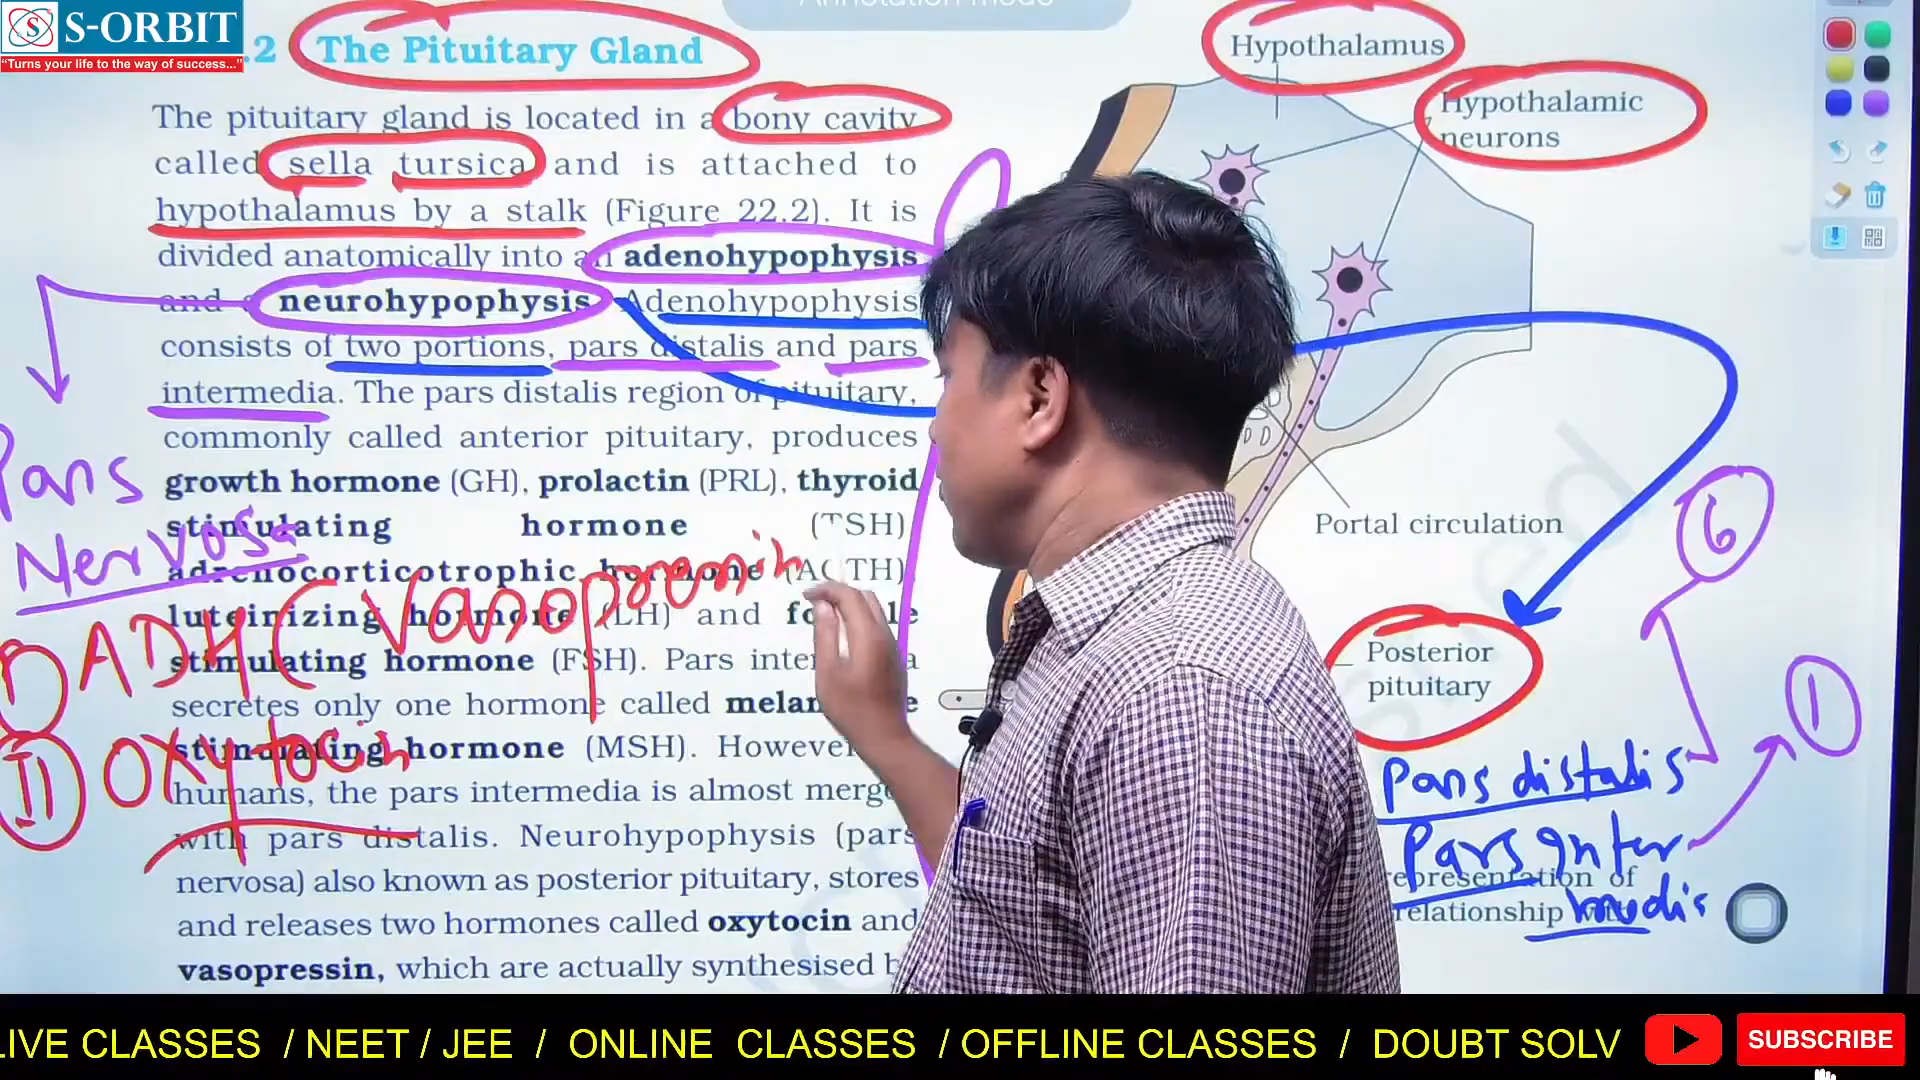 S-ORBIT
"Turns your life to the way of success..."
.2 The Pituitary Gland
The pituitary gland is located in a bony cavity
called sella tursica and is attached to
hypothalamus by a stalk (Figure 22.2). It is
divided anatomically into an adenohypophysis
and a neurohypophysis. Adenohypophysis
consists of two portions, pars distalis and pars
intermedia. The pars distalis region of pituitary,
commonly called anterior pituitary, produces
growth hormone (GH), prolactin (PRL), thyroid
stimulating hormone (TSH)
adrenocorticotrophic hormone (ACTH)
luteinizing hormone (LH) and
stimulating hormone (FSH). Pars
secretes only one hormone called
stimulating hormone (MSH). However
humans, the pars intermedia is almost
with pars distalis. Neurohypophysis (pars
nervosa) also known as posterior pituitary, stores
and releases two hormones called oxytocin and
vasopressin, which are actually synthesised
Pars
Nervosa
I) ADH (Vasopressin
II) Oxytocin
Annotation mode
Hypothalamus
Hypothalamic
neurons
Portal circulation
Posterior
pituitary
6
1
Pars distalis
Pars Inter
media
representation of
relationship
LIVE CLASSES / NEET / JEE / ONLINE CLASSES / OFFLINE CLASSES / DOUBT SOLV
SUBSCRIBE